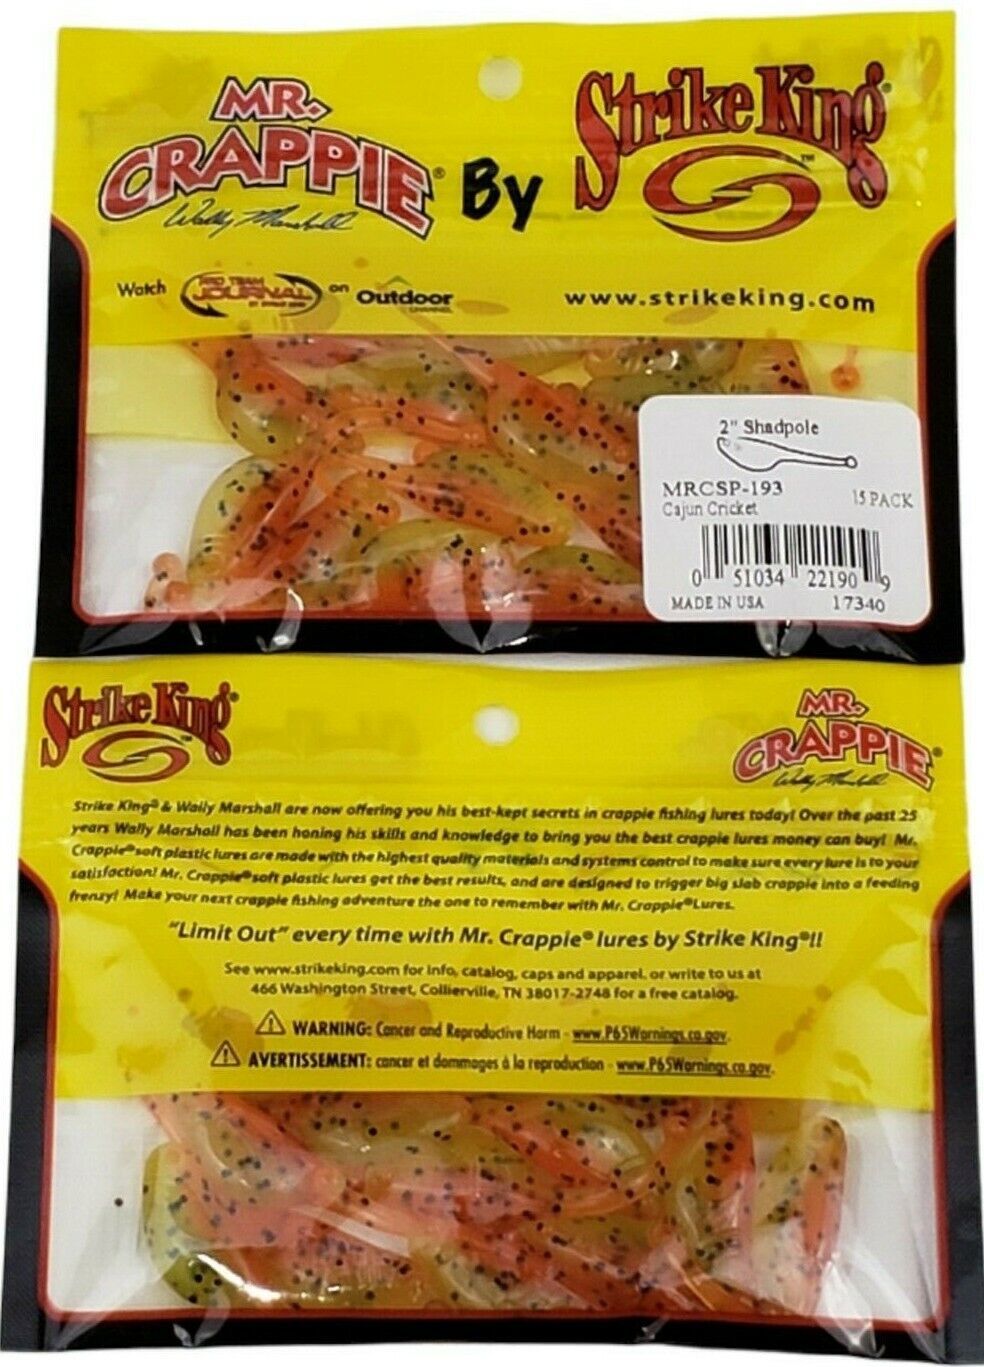 MR.
CRAPPIE®
Wally Marshall
By
Strike King®
™
Watch
PRO TEAM
JOURNAL
on
Outdoor
CHANNEL
www.strikeking.com
2" Shadpole
MRCSP-193
15 PACK
Cajun Cricket
0 51034 22190 9
MADE IN USA
17340
Strike King®
™
MR.
CRAPPIE®
Wally Marshall
Strike King® & Wally Marshall are now offering you his best-kept secrets in crappie fishing lures today! Over the past 25
years Wally Marshall has been honing his skills and knowledge to bring you the best crappie lures money can buy! Mr.
Crappie® soft plastic lures are made with the highest quality materials and systems control to make sure every lure is to your
satisfaction! Mr. Crappie® soft plastic lures get the best results, and are designed to trigger big slab crappie into a feeding
frenzy! Make your next crappie fishing adventure the one to remember with Mr. Crappie® Lures.
"Limit Out" every time with Mr. Crappie® lures by Strike King®!!
See www.strikeking.com for info, catalog, caps and apparel, or write to us at
466 Washington Street, Collierville, TN 38017-2748 for a free catalog.
WARNING: Cancer and Reproductive Harm - www.P65Warnings.ca.gov.
AVERTISSEMENT: cancer et dommages à la reproduction - www.P65Warnings.ca.gov.